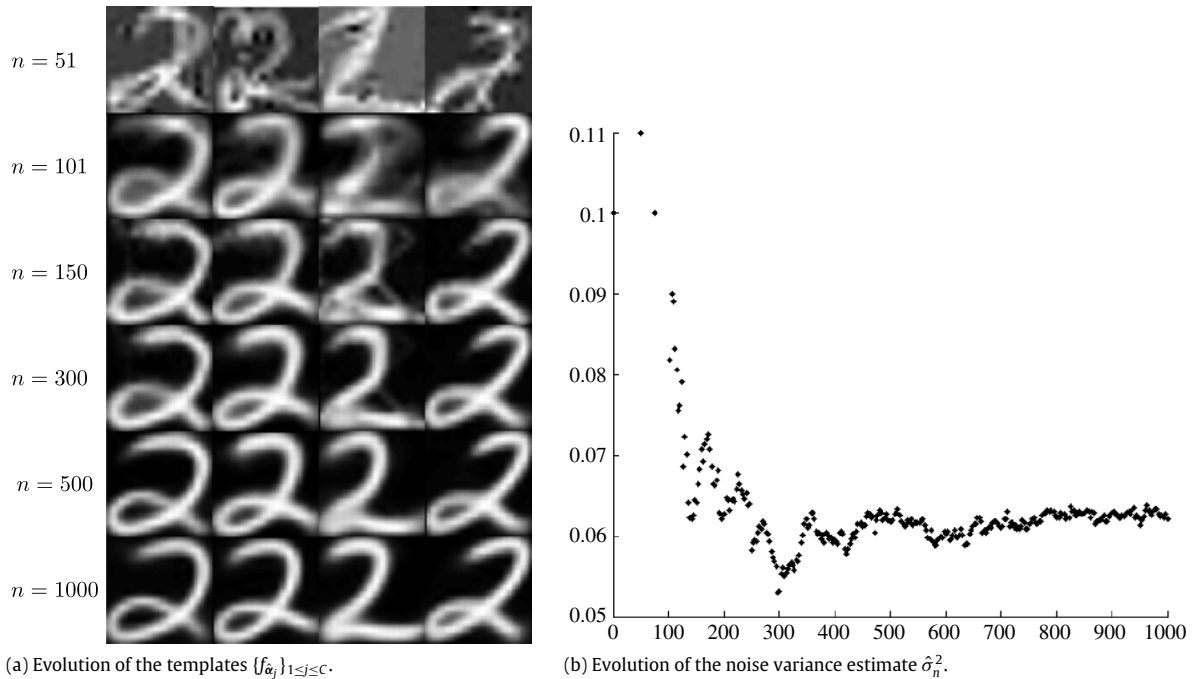 n = 51
n = 101
n = 150
n = 300
n = 500
n = 1000
(a) Evolution of the templates {f_{α̂_j}}_{1≤j≤C}.
0.11
0.1
0.09
0.08
0.07
0.06
0.05
0 100 200 300 400 500 600 700 800 900 1000
(b) Evolution of the noise variance estimate σ̂²_n.